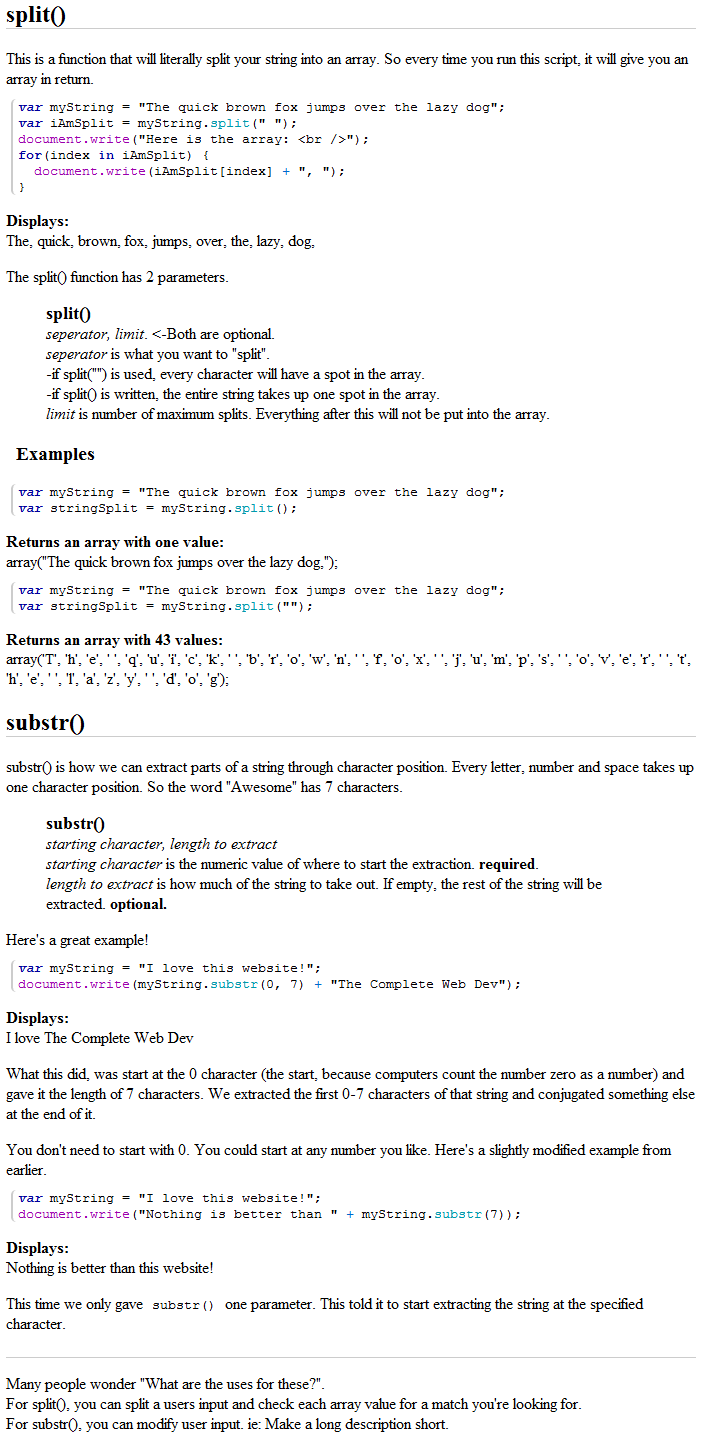 split()
This is a function that will literally split your string into an array. So every time you run this script, it will give you an
array in return.
var myString = "The quick brown fox jumps over the lazy dog";
var iAmSplit = myString.split(" ");
document.write("Here is the array: <br />");
for(index in iAmSplit) {
document.write(iAmSplit[index] + ", ");
}
Displays:
The, quick, brown, fox, jumps, over, the, lazy, dog,
The split() function has 2 parameters.
split()
seperator, limit. <-Both are optional.
seperator is what you want to "split".
-if split("") is used, every character will have a spot in the array.
-if split() is written, the entire string takes up one spot in the array.
limit is number of maximum splits. Everything after this will not be put into the array.
Examples
var myString = "The quick brown fox jumps over the lazy dog";
var stringSplit = myString.split();
Returns an array with one value:
array("The quick brown fox jumps over the lazy dog,");
var myString = "The quick brown fox jumps over the lazy dog";
var stringSplit = myString.split("");
Returns an array with 43 values:
array('T', 'h', 'e', ' ', 'q', 'u', 'i', 'c', 'k', ' ', 'b', 'r', 'o', 'w', 'n', ' ', 'f', 'o', 'x', ' ', 'j', 'u', 'm', 'p', 's', ' ', 'o', 'v', 'e', 'r', ' ', 't',
'h', 'e', ' ', 'l', 'a', 'z', 'y', ' ', 'd', 'o', 'g');
substr()
substr() is how we can extract parts of a string through character position. Every letter, number and space takes up
one character position. So the word "Awesome" has 7 characters.
substr()
starting character, length to extract
starting character is the numeric value of where to start the extraction. required.
length to extract is how much of the string to take out. If empty, the rest of the string will be
extracted. optional.
Here's a great example!
var myString = "I love this website!";
document.write(myString.substr(0, 7) + "The Complete Web Dev");
Displays:
I love The Complete Web Dev
What this did, was start at the 0 character (the start, because computers count the number zero as a number) and
gave it the length of 7 characters. We extracted the first 0-7 characters of that string and conjugated something else
at the end of it.
You don't need to start with 0. You could start at any number you like. Here's a slightly modified example from
earlier.
var myString = "I love this website!";
document.write("Nothing is better than " + myString.substr(7));
Displays:
Nothing is better than this website!
This time we only gave substr() one parameter. This told it to start extracting the string at the specified
character.
Many people wonder "What are the uses for these?".
For split(), you can split a users input and check each array value for a match you're looking for.
For substr(), you can modify user input. ie: Make a long description short.